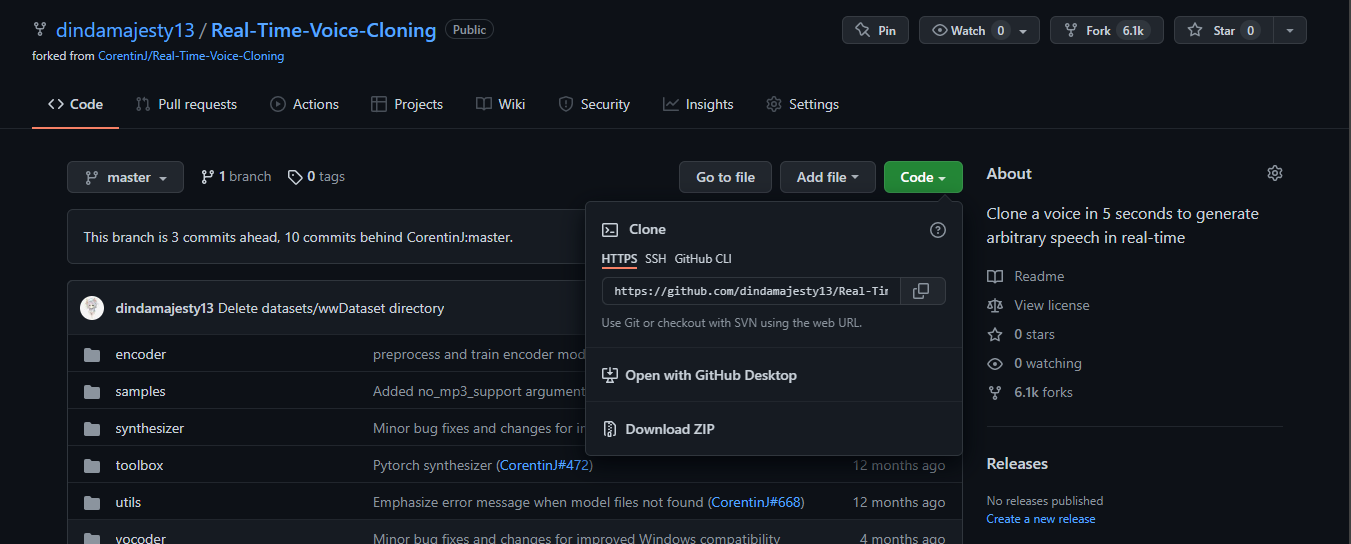 dindamajesty13 / Real-Time-Voice-Cloning Public
Pin
Watch 0
Fork 6.1k
Star 0
forked from CorentinJ/Real-Time-Voice-Cloning
Code
Pull requests
Actions
Projects
Wiki
Security
Insights
Settings
master
1 branch
0 tags
Go to file
Add file
Code
This branch is 3 commits ahead, 10 commits behind CorentinJ:master.
dindamajesty13 Delete datasets/wwDataset directory
encoder preprocess and train encoder mod
samples Added no_mp3_support argument
synthesizer Minor bug fixes and changes for
toolbox Pytorch synthesizer (CorentinJ#472) 12 months ago
utils Emphasize error message when model files not found (CorentinJ#668) 12 months ago
vocoder Minor bug fixes and changes for improved Windows compatibility 4 months ago
Clone
HTTPS SSH GitHub CLI
https://github.com/dindamajesty13/Real-Tim
Use Git or checkout with SVN using the web URL.
Open with GitHub Desktop
Download ZIP
About
Clone a voice in 5 seconds to generate
arbitrary speech in real-time
Readme
View license
0 stars
0 watching
6.1k forks
Releases
No releases published
Create a new release